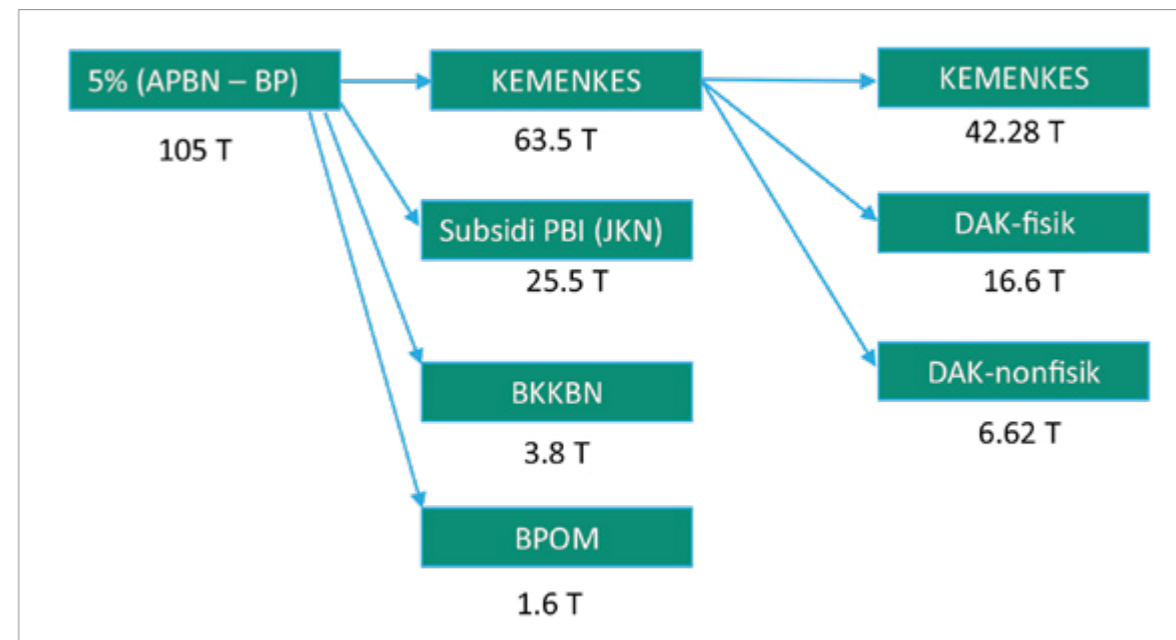 5% (APBN – BP)
105 T
KEMENKES
63.5 T
Subsidi PBI (JKN)
25.5 T
BKKBN
3.8 T
BPOM
1.6 T
KEMENKES
42.28 T
DAK-fisik
16.6 T
DAK-nonfisik
6.62 T